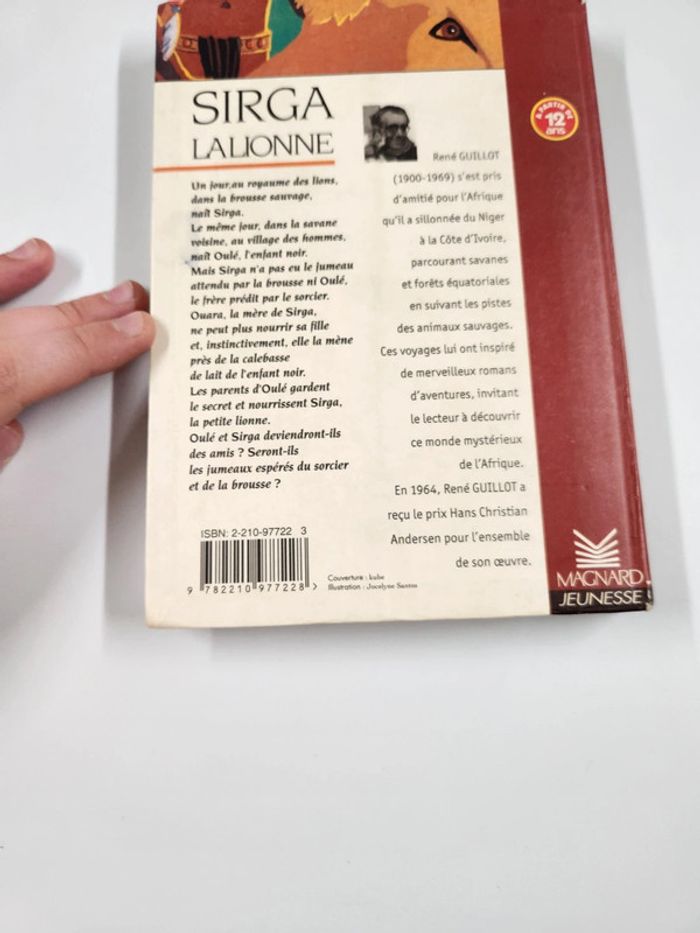 SIRGA
LA LIONNE
Un jour,au royaume des lions,
dans la brousse sauvage,
naît Sirga.
Le même jour, dans la savane
voisine, au village des hommes,
naît Oulé, l'enfant noir.
Mais Sirga n'a pas eu le jumeau
attendu par la brousse ni Oulé,
le frère prédit par le sorcier.
Ouara, la mère de Sirga,
ne peut plus nourrir sa fille
et, instinctivement, elle la mène
près de la calebasse
de lait de l'enfant noir.
Les parents d'Oulé gardent
le secret et nourrissent Sirga,
la petite lionne.
Oulé et Sirga deviendront-ils
des amis ? Seront-ils
les jumeaux espérés du sorcier
et de la brousse ?
ISBN: 2-210-97722 3
9 782210 977228 >
Couverture : kube
Illustration : Jocelyne Santos
René GUILLOT
(1900-1969) s'est pris
d'amitié pour l'Afrique
qu'il a sillonnée du Niger
à la Côte d'Ivoire,
parcourant savanes
et forêts équatoriales
en suivant les pistes
des animaux sauvages.
Ces voyages lui ont inspiré
de merveilleux romans
d'aventures, invitant
le lecteur à découvrir
ce monde mystérieux
de l'Afrique.
En 1964, René GUILLOT a
reçu le prix Hans Christian
Andersen pour l'ensemble
de son œuvre.
À PARTIR DE
12
ans
MAGNARD
JEUNESSE